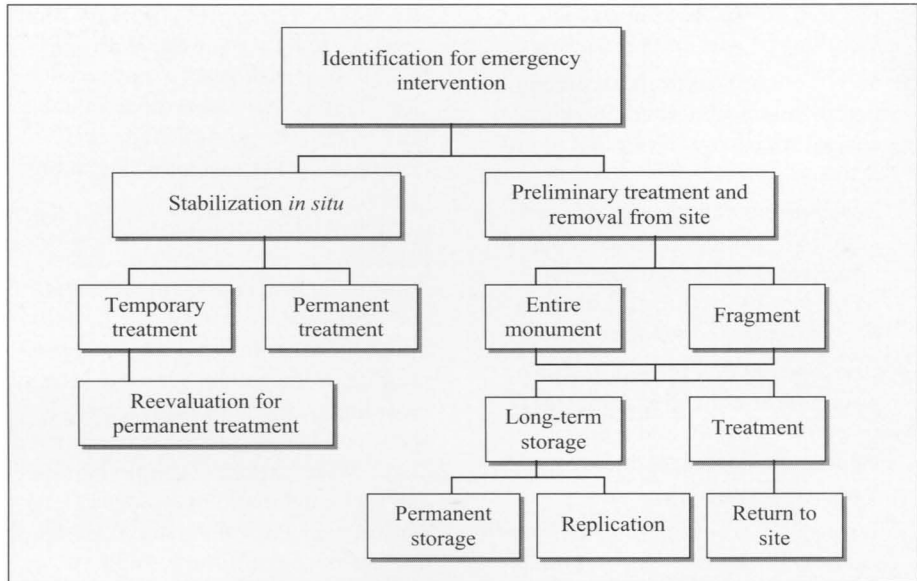 Identification for emergency
intervention
Stabilization in situ
Preliminary treatment and
removal from site
Temporary
treatment
Permanent
treatment
Entire
monument
Fragment
Reevaluation for
permanent treatment
Long-term
storage
Treatment
Permanent
storage
Replication
Return to
site